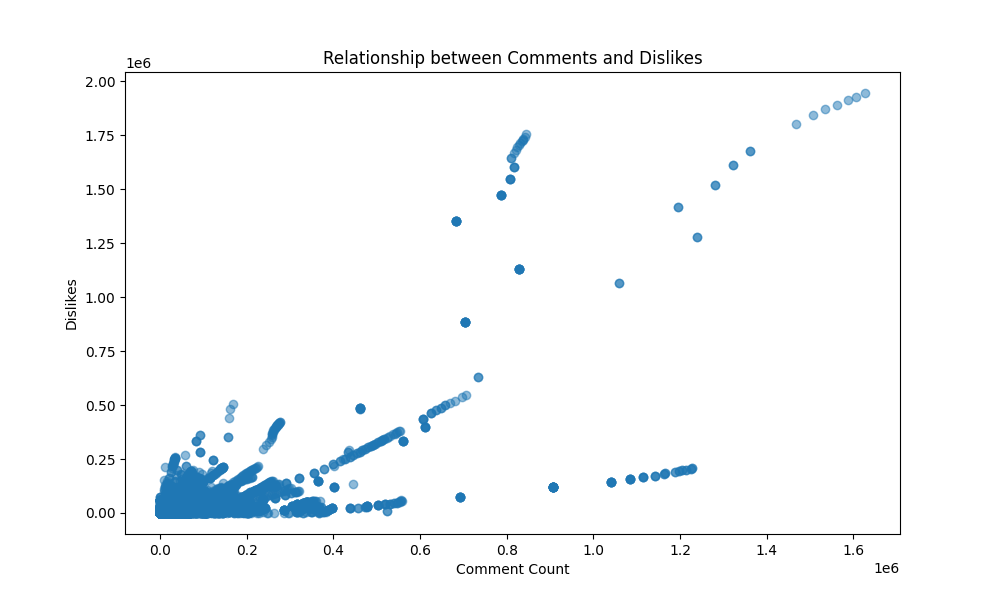 Relationship between Comments and Dislikes
1e6
2.00
1.75
1.50
1.25
1.00
0.75
0.50
0.25
0.00
Dislikes
0.0 0.2 0.4 0.6 0.8 1.0 1.2 1.4 1.6
Comment Count
1e6